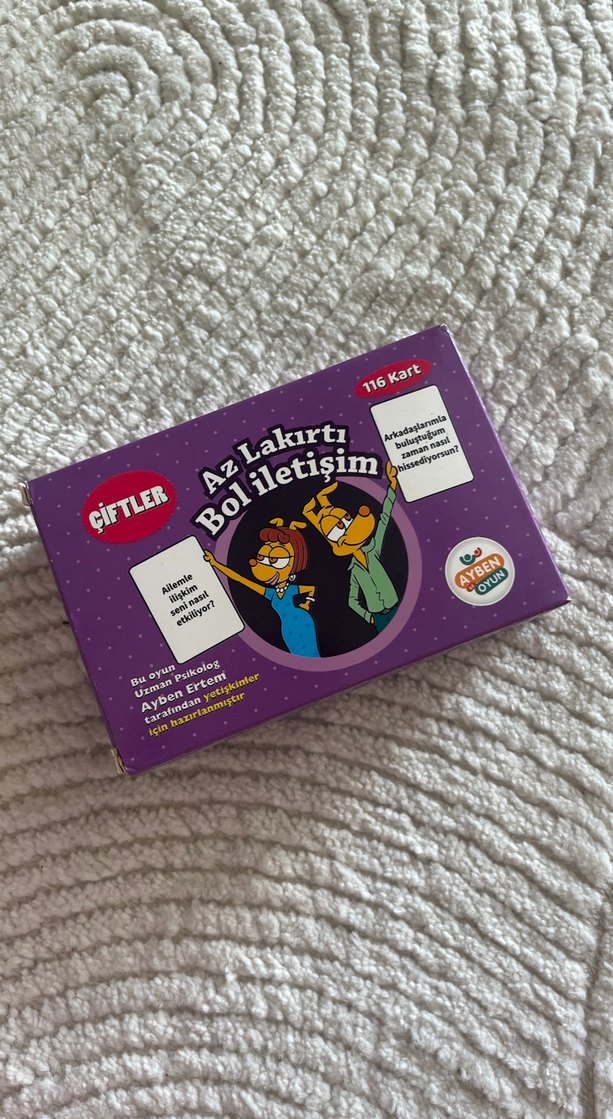 116 Kart
Az Lakırtı
Bol iletişim
ÇİFTLER
Arkadaşlarımla
buluştuğum
zaman nasıl
hissediyorsun?
Ailemle
ilişkim
seni nasıl
etkiliyor?
AYBEN
OYUN
Bu oyun
Uzman Psikolog
Ayben Ertem
tarafından yetişkinler
için hazırlanmıştır